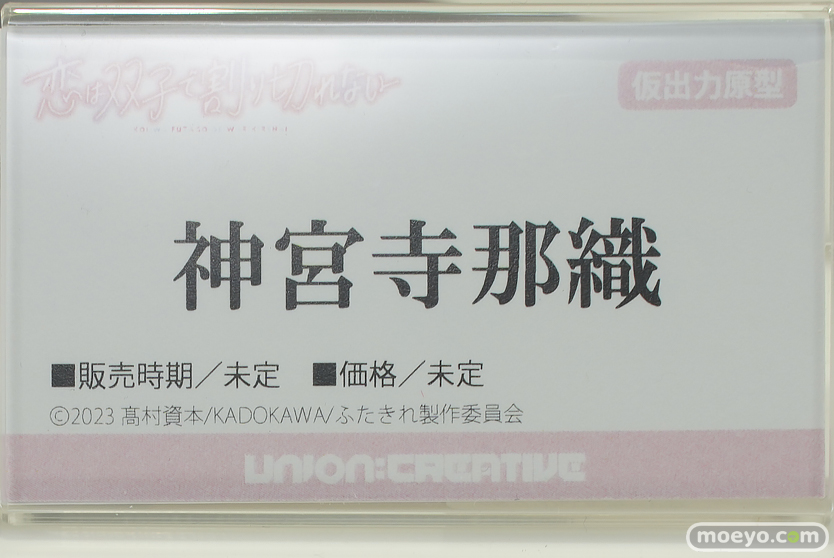 恋は双子で割り切れない
仮出力原型
神宮寺那織
■販売時期／未定　■価格／未定
©2023 髙村資本/KADOKAWA/ふたきれ製作委員会
UNION:CREATIVE
moeyo.com